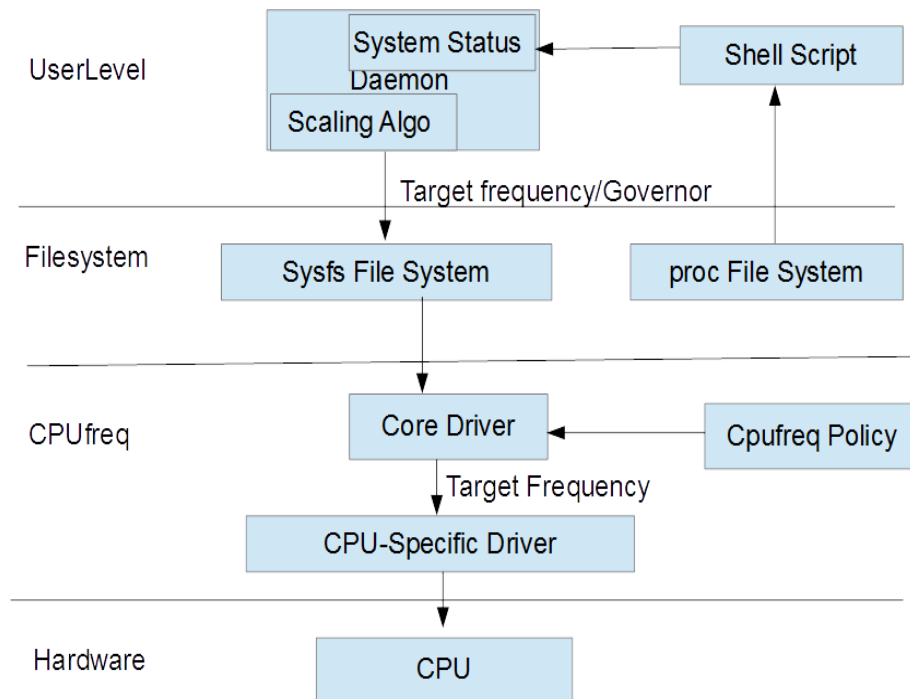 System Status
Shell Script
UserLevel
Daemon
Scaling Algo
Target frequency/Governor
Filesystem
Sysfs File System
proc File System
CPUfreq
Core Driver
Cpufreq Policy
Target Frequency
CPU-Specific Driver
Hardware
CPU